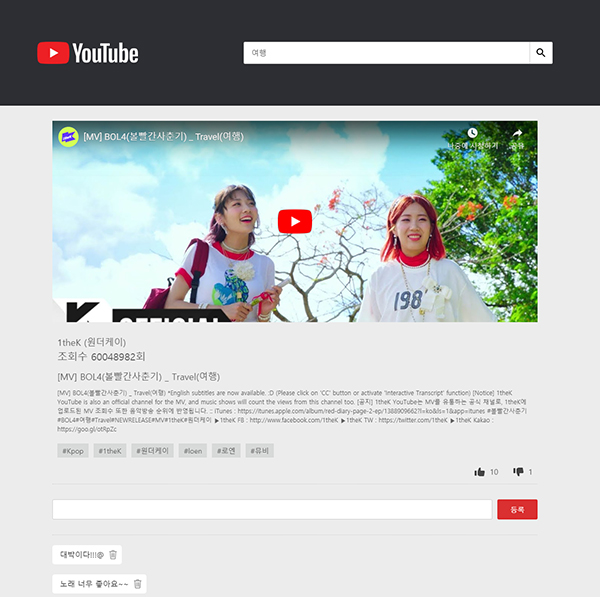 YouTube
여행
[MV] BOL4(볼빨간사춘기) _ Travel(여행)
나중에 시청하기 공유
198
OFFICIAL
1theK (원더케이)
조회수 60048982회
[MV] BOL4(볼빨간사춘기) _ Travel(여행)
[MV] BOL4(볼빨간사춘기) _ Travel(여행) *English subtitles are now available. :D (Please click on 'CC' button or activate 'Interactive Transcript' function) [Notice] 1theK
YouTube is also an official channel for the MV, and music shows will count the views from this channel too. [공지] 1theK YouTube는 MV를 유통하는 공식 채널로, 1theK에
업로드된 MV 조회수 또한 음악방송 순위에 반영됩니다. :: iTunes : https://itunes.apple.com/album/red-diary-page-2-ep/1388909662?l=ko&ls=1&app=itunes #볼빨간사춘기
#BOL4#여행#Travel#NEWRELEASE#MV#1theK#원더케이 ▶1theK FB : http://www.facebook.com/1theK ▶1theK TW : https://twitter.com/1theK ▶1theK Kakao :
https://goo.gl/otRpZc
#Kpop #1theK #원더케이 #loen #로엔 #뮤비
10 1
등록
대박이다!!!@
노래 너무 좋아요~~